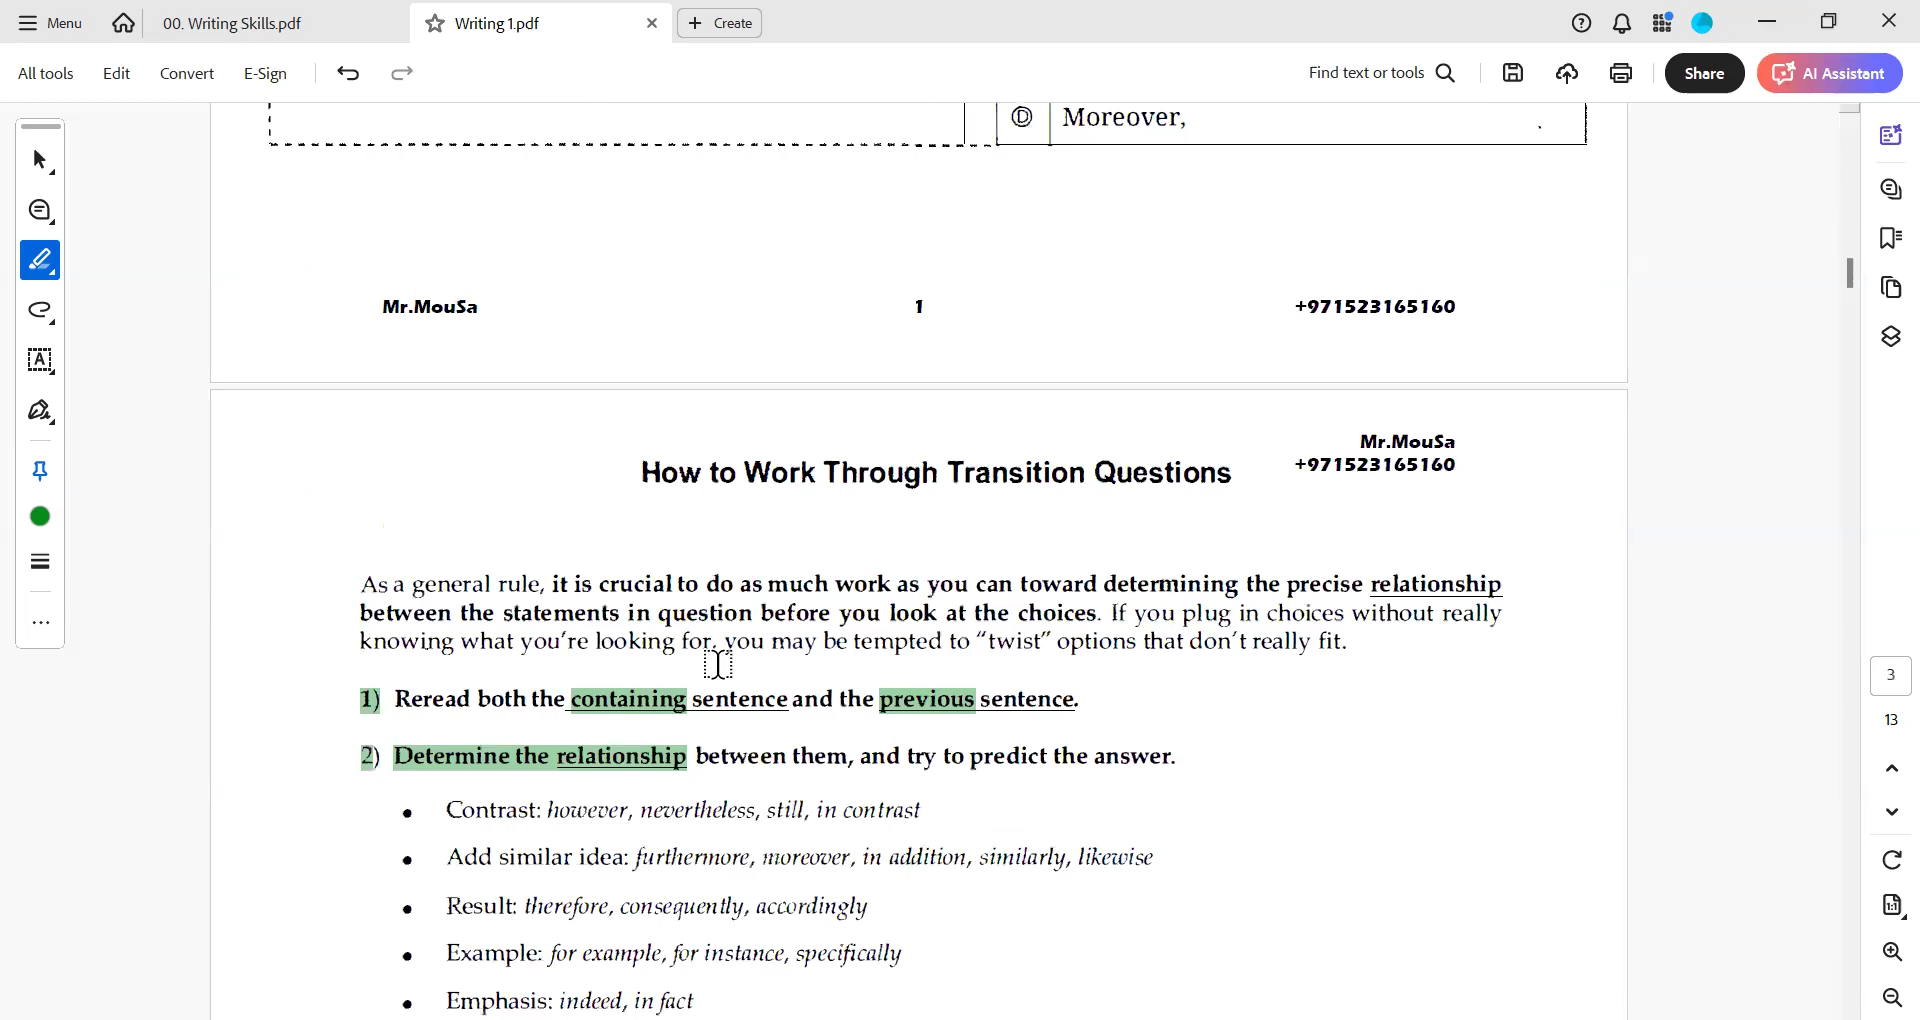 Menu
00. Writing Skills.pdf
Writing 1.pdf
Create
All tools
Edit
Convert
E-Sign
Find text or tools
Share
AI Assistant
D Moreover,
Mr.MouSa 1 +971523165160
Mr.MouSa
How to Work Through Transition Questions +971523165160
As a general rule, it is crucial to do as much work as you can toward determining the precise relationship
between the statements in question before you look at the choices. If you plug in choices without really
knowing what you're looking for, you may be tempted to "twist" options that don't really fit.
1) Reread both the containing sentence and the previous sentence.
2) Determine the relationship between them, and try to predict the answer.
• Contrast: however, nevertheless, still, in contrast
• Add similar idea: furthermore, moreover, in addition, similarly, likewise
• Result: therefore, consequently, accordingly
• Example: for example, for instance, specifically
• Emphasis: indeed, in fact
3
13